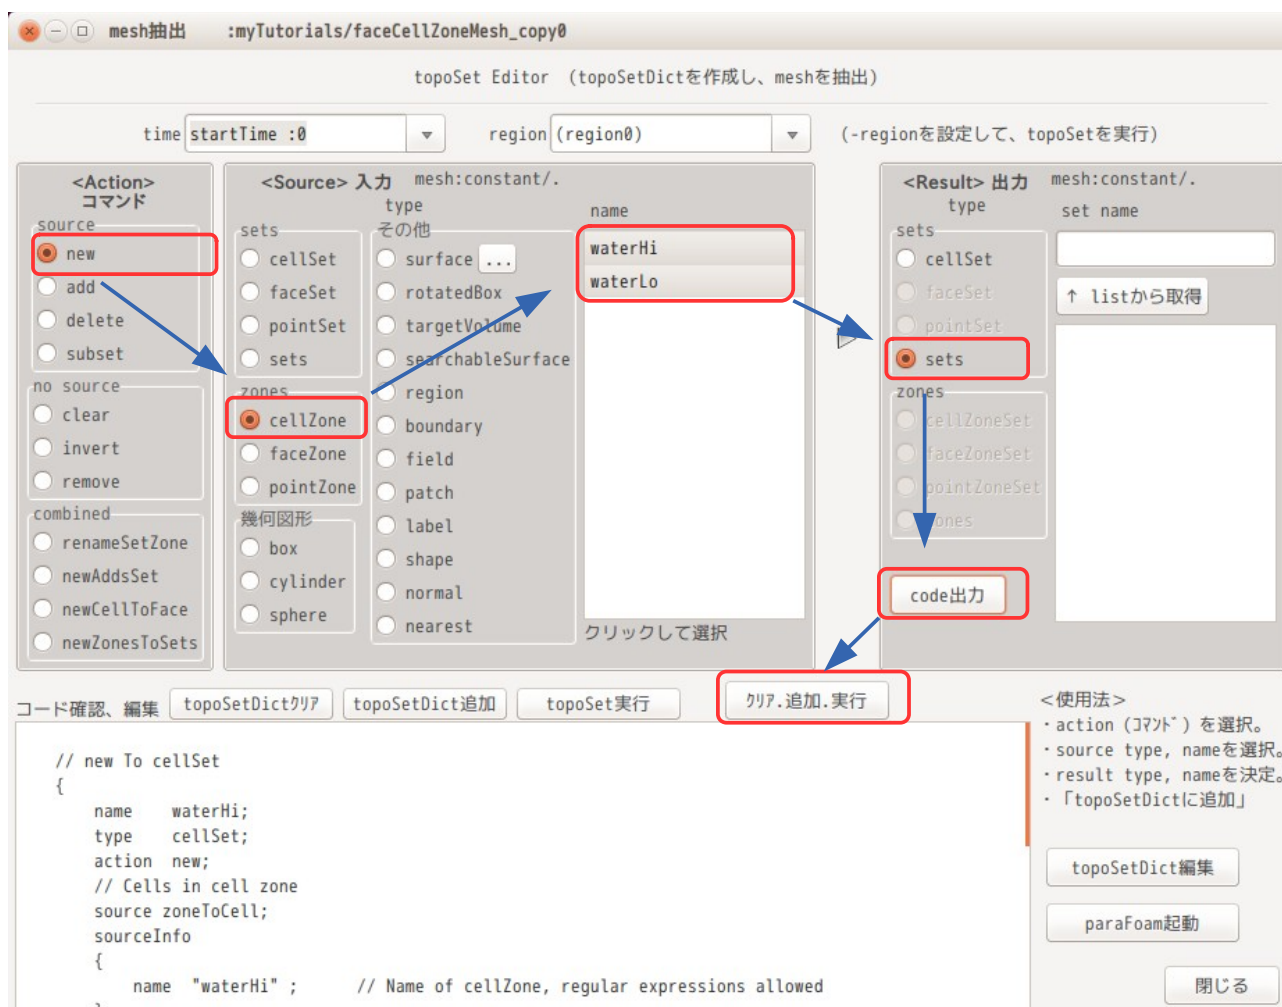 mesh抽出 :myTutorials/faceCellZoneMesh_copy0
topoSet Editor (topoSetDictを作成し、meshを抽出)
time startTime :0 region (region0) (-regionを設定して、topoSetを実行)
<Action>
コマンド
source
new
add
delete
subset
no source
clear
invert
remove
combined
renameSetZone
newAddsSet
newCellToFace
newZonesToSets
<Source> 入力 mesh:constant/.
type
sets
cellSet
faceSet
pointSet
sets
zones
cellZone
faceZone
pointZone
幾何図形
box
cylinder
sphere
その他
surface ...
rotatedBox
targetVolume
searchableSurface
region
boundary
field
patch
label
shape
normal
nearest
name
waterHi
waterLo
クリックして選択
<Result> 出力 mesh:constant/.
type
sets
cellSet
faceSet
pointSet
sets
zones
cellZoneSet
faceZoneSet
pointZoneSet
zones
code出力
set name
↑ listから取得
コード確認、編集 topoSetDictｸﾘｱ topoSetDict追加 topoSet実行 ｸﾘｱ.追加.実行
// new To cellSet
{
name waterHi;
type cellSet;
action new;
// Cells in cell zone
source zoneToCell;
sourceInfo
{
name "waterHi" ; // Name of cellZone, regular expressions allowed
<使用法>
・action (ｺﾏﾝﾄﾞ) を選択。
・source type, nameを選択。
・result type, nameを決定。
・「topoSetDictに追加」
topoSetDict編集
paraFoam起動
閉じる